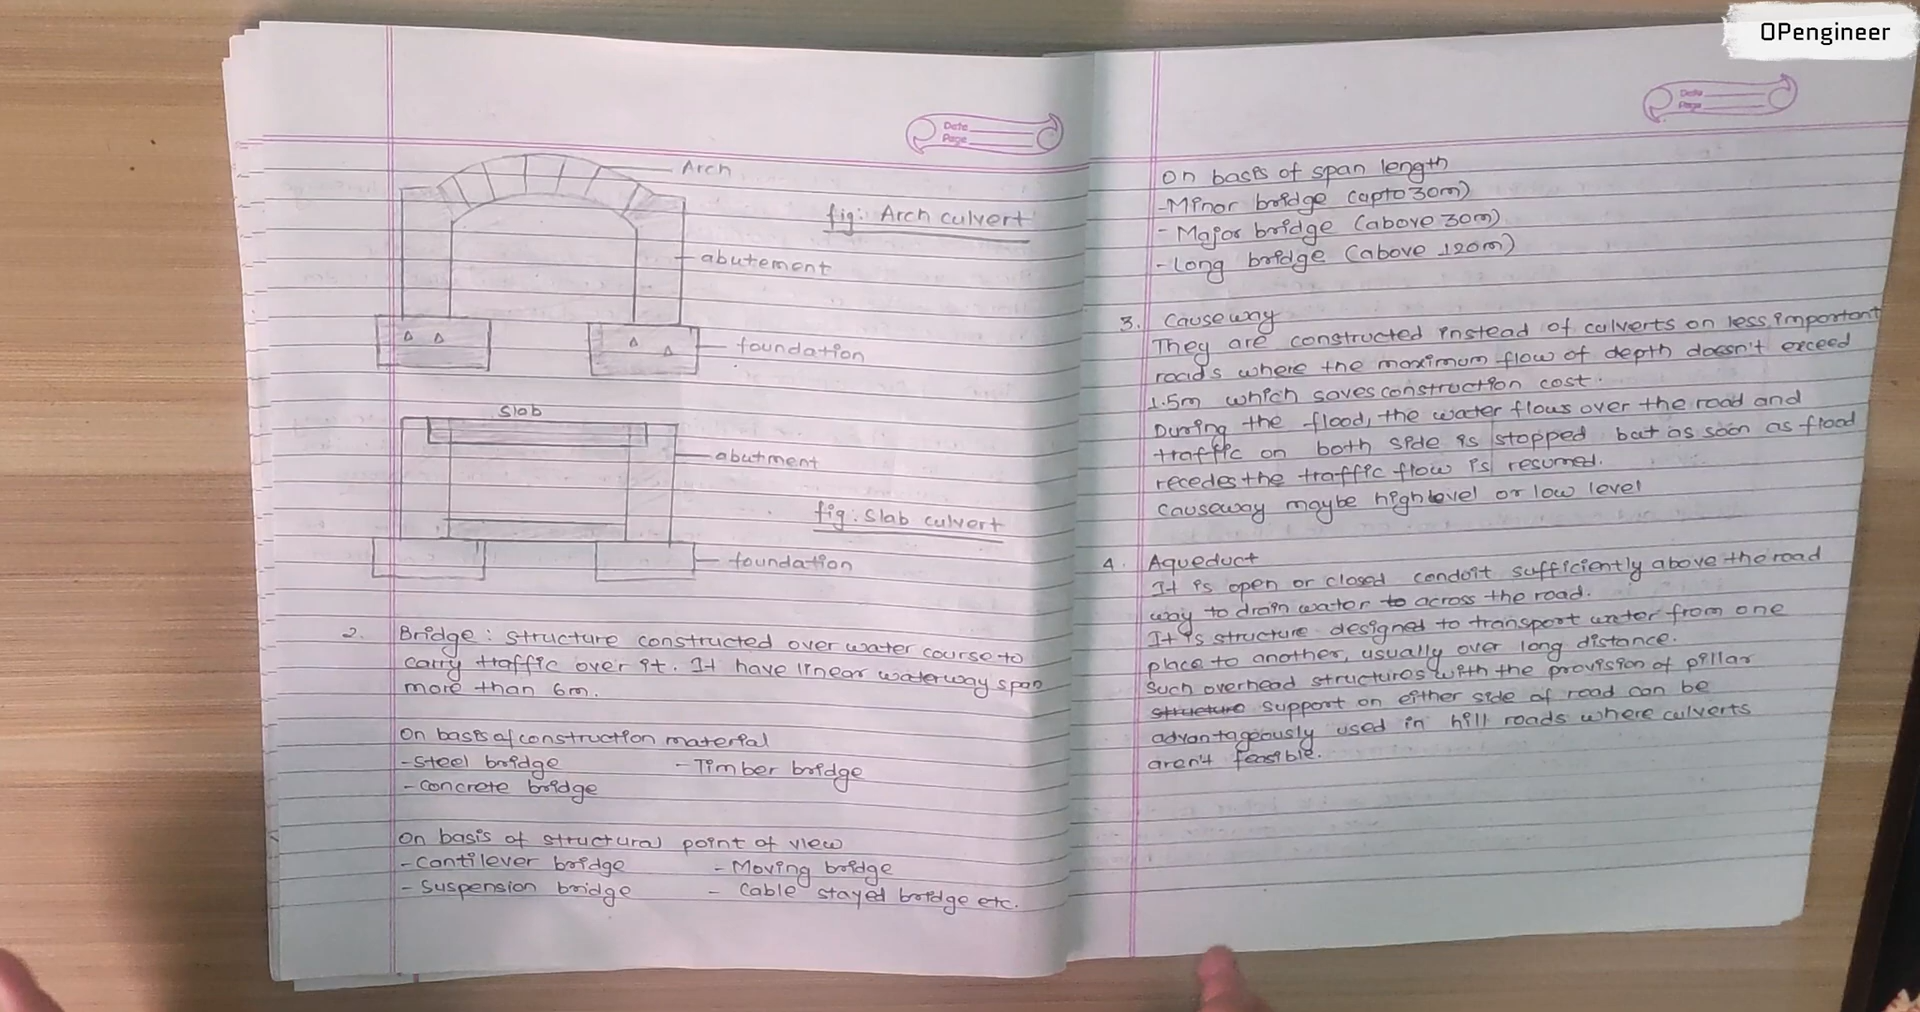 OPengineer
Date
Page
Arch
fig: Arch culvert
abutement
foundation
Slab
abutment
fig: Slab culvert
foundation
2. Bridge: structure constructed over water course to
carry traffic over it. It have linear waterway span
more than 6m.
On basis of construction material
-Steel bridge -Timber bridge
-concrete bridge
On basis of structural point of view
-Cantilever bridge - Moving bridge
- Suspension bridge - Cable stayed bridge etc.
Date
Page
On basis of span length
-Minor bridge (upto 30m)
- Major bridge (above 30m)
- Long bridge (above 120m)
3. Causeway
They are constructed instead of culverts on less important
roads where the maximum flow of depth doesn't exceed
1.5m which saves construction cost.
During the flood, the water flows over the road and
traffic on both side is stopped but as soon as flood
recedes the traffic flow is resumed.
Causeway maybe high level or low level
4. Aqueduct
It is open or closed condoit sufficiently above the road
way to drain water to across the road.
It is structure designed to transport water from one
place to another, usually over long distance.
Such overhead structures with the provision of pillar
structure support on either side of road can be
advantageously used in hill roads where culverts
aren't feasible.